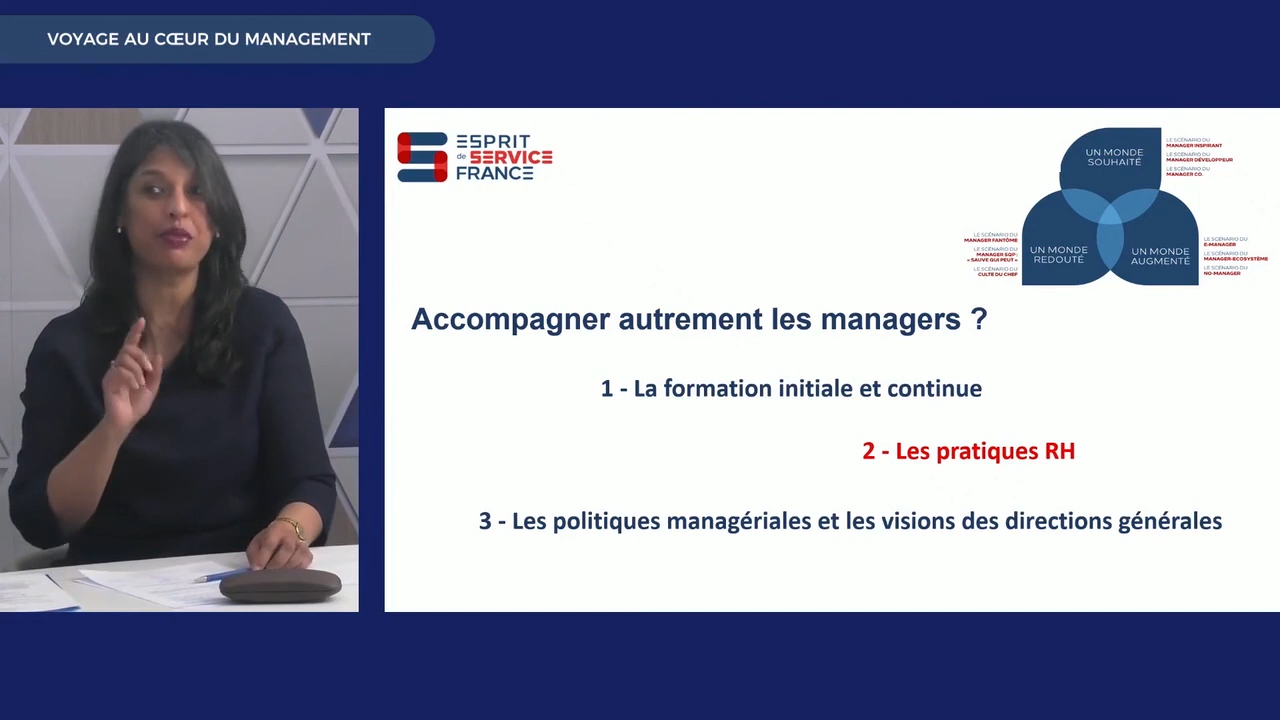 VOYAGE AU CŒUR DU MANAGEMENT
ESPRIT
de SERVICE
FRANCE
UN MONDE
SOUHAITÉ
LE SCÉNARIO DU
MANAGER INSPIRANT
LE SCÉNARIO DU
MANAGER DÉVELOPPEUR
LE SCÉNARIO DU
MANAGER CO.
LE SCÉNARIO DU
MANAGER FANTÔME
LE SCÉNARIO DU
MANAGER SQP :
« SAUVE QUI PEUT »
LE SCÉNARIO DU
CULTE DU CHEF
UN MONDE
REDOUTÉ
UN MONDE
AUGMENTÉ
LE SCÉNARIO DU
E-MANAGER
LE SCÉNARIO DU
MANAGER-ECOSYSTÈME
LE SCÉNARIO DU
NO-MANAGER
Accompagner autrement les managers ?
1 - La formation initiale et continue
2 - Les pratiques RH
3 - Les politiques managériales et les visions des directions générales